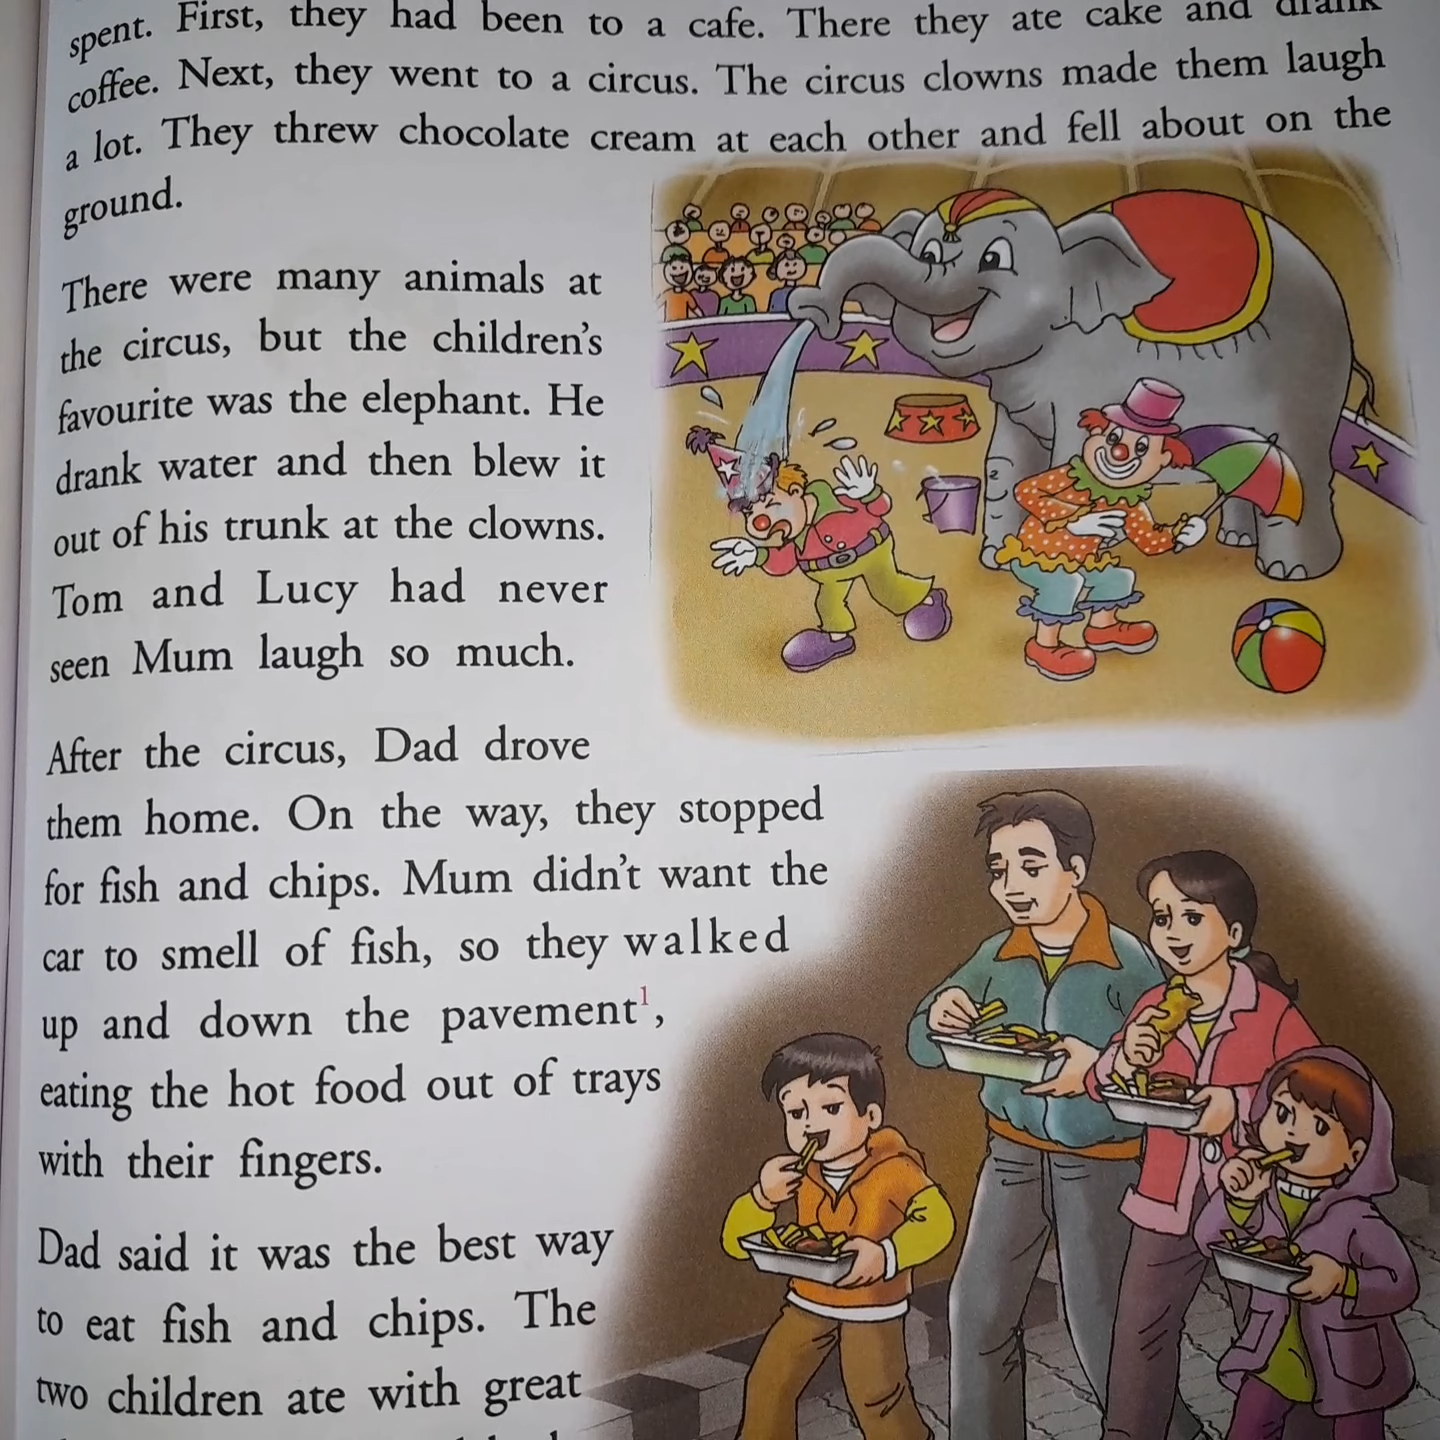 spent. First, they had been to a cafe. There they ate cake and drank
coffee. Next, they went to a circus. The circus clowns made them laugh
a lot. They threw chocolate cream at each other and fell about on the
ground.
There were many animals at
the circus, but the children's
favourite was the elephant. He
drank water and then blew it
out of his trunk at the clowns.
Tom and Lucy had never
seen Mum laugh so much.
After the circus, Dad drove
them home. On the way, they stopped
for fish and chips. Mum didn't want the
car to smell of fish, so they walked
up and down the pavement¹,
eating the hot food out of trays
with their fingers.
Dad said it was the best way
to eat fish and chips. The
two children ate with great